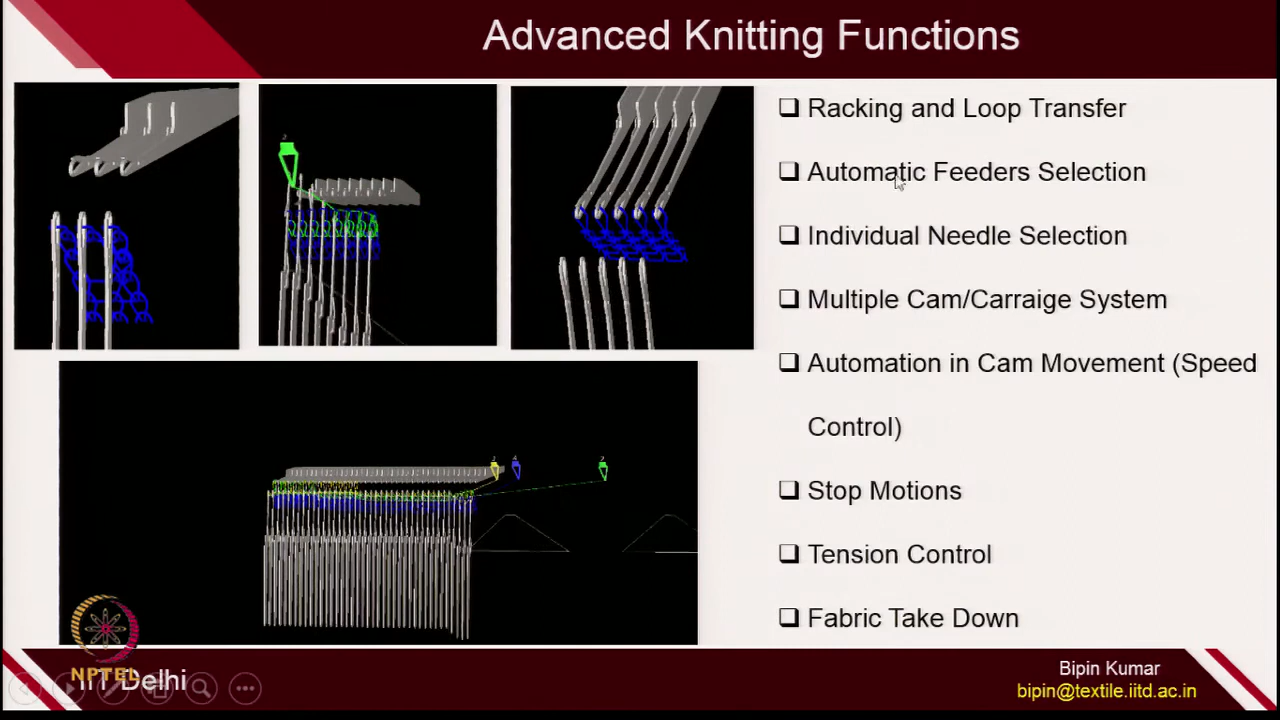 Advanced Knitting Functions
Racking and Loop Transfer
Automatic Feeders Selection
Individual Needle Selection
Multiple Cam/Carraige System
Automation in Cam Movement (Speed
Control)
Stop Motions
Tension Control
Fabric Take Down
NPTEL
IIT Delhi
Bipin Kumar
bipin@textile.iitd.ac.in